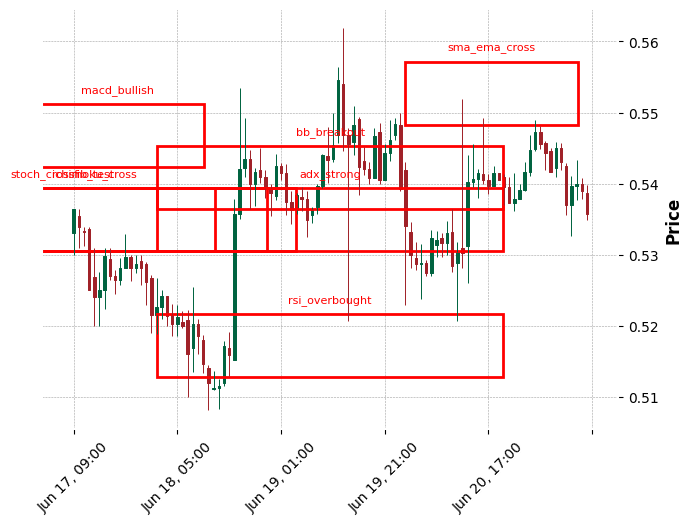 sma_ema_cross
macd_bullish
bb_breakout
adx_strong
rsi_overbought
0.56
0.55
0.54
0.53
0.52
0.51
Price
Jun 17, 09:00
Jun 18, 05:00
Jun 19, 01:00
Jun 19, 21:00
Jun 20, 17:00